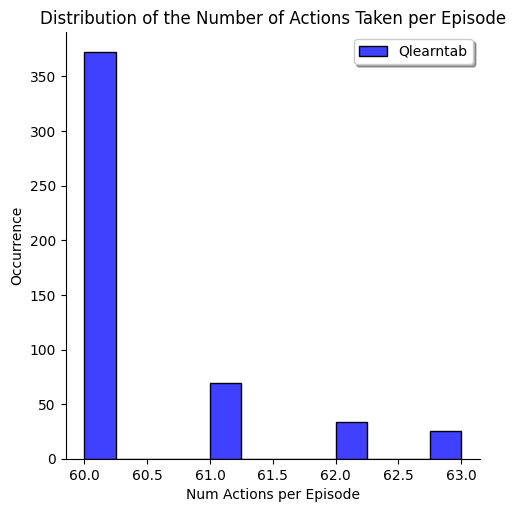 Distribution of the Number of Actions Taken per Episode
Qlearntab
350
300
250
200
150
100
50
0
Occurrence
60.0 60.5 61.0 61.5 62.0 62.5 63.0
Num Actions per Episode